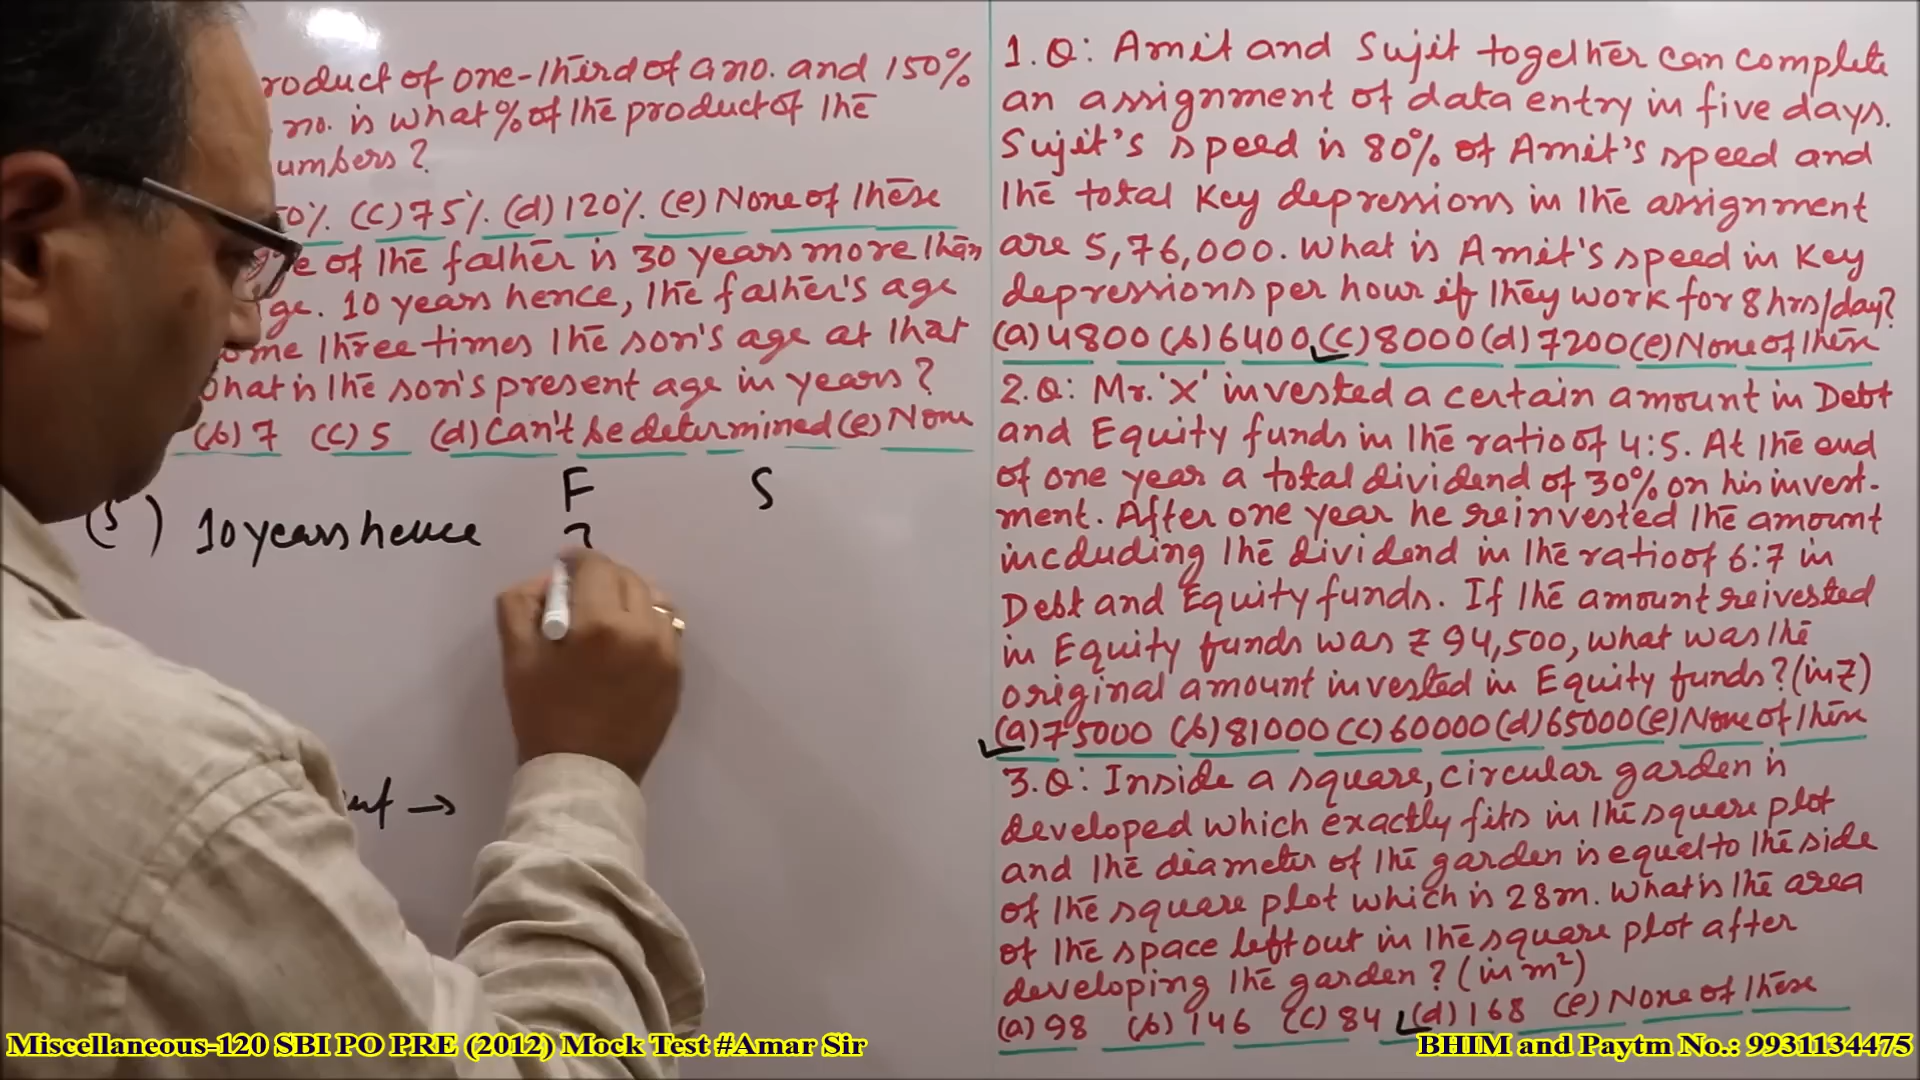 roduct of one-third of a no. and 150%
no. is what % of the product of the
umbers?
0%. (c) 75%. (d) 120%. (e) None of these
ge of the father is 30 years more than
ge. 10 years hence, the father's age
ome three times the son's age at that
what is the son's present age in years?
(b) 7 (c) 5 (d) Can't be determined (e) None
F S
(5) 10 years hence 3
→
1.Q: Amit and Sujit together can complete
an assignment of data entry in five days.
Sujit's speed is 80% of Amit's speed and
the total Key depressions in the assignment
are 5,76,000. What is Amit's speed in Key
depressions per hour if they work for 8 hrs/day?
(a) 4800 (b) 6400 (c) 8000 (d) 7200 (e) None of these
2.Q: Mr. 'X' invested a certain amount in Debt
and Equity funds in the ratio of 4:5. At the end
of one year a total dividend of 30% on his invest-
ment. After one year he reinvested the amount
incduding the dividend in the ratio of 6:7 in
Debt and Equity funds. If the amount reivested
in Equity funds was ₹ 94,500, what was the
original amount invested in Equity funds? (in ₹)
(a) 75000 (b) 81000 (c) 60000 (d) 65000 (e) None of these
3.Q: Inside a square, circular garden is
developed which exactly fits in the square plot
and the diameter of the garden is equal to the side
of the square plot which is 28m. What is the area
of the space left out in the square plot after
developing the garden? (in m²)
(a) 98 (b) 146 (c) 84 (d) 168 (e) None of these
Miscellaneous-120 SBI PO PRE (2012) Mock Test #Amar Sir
BHIM and Paytm No.: 9931134475